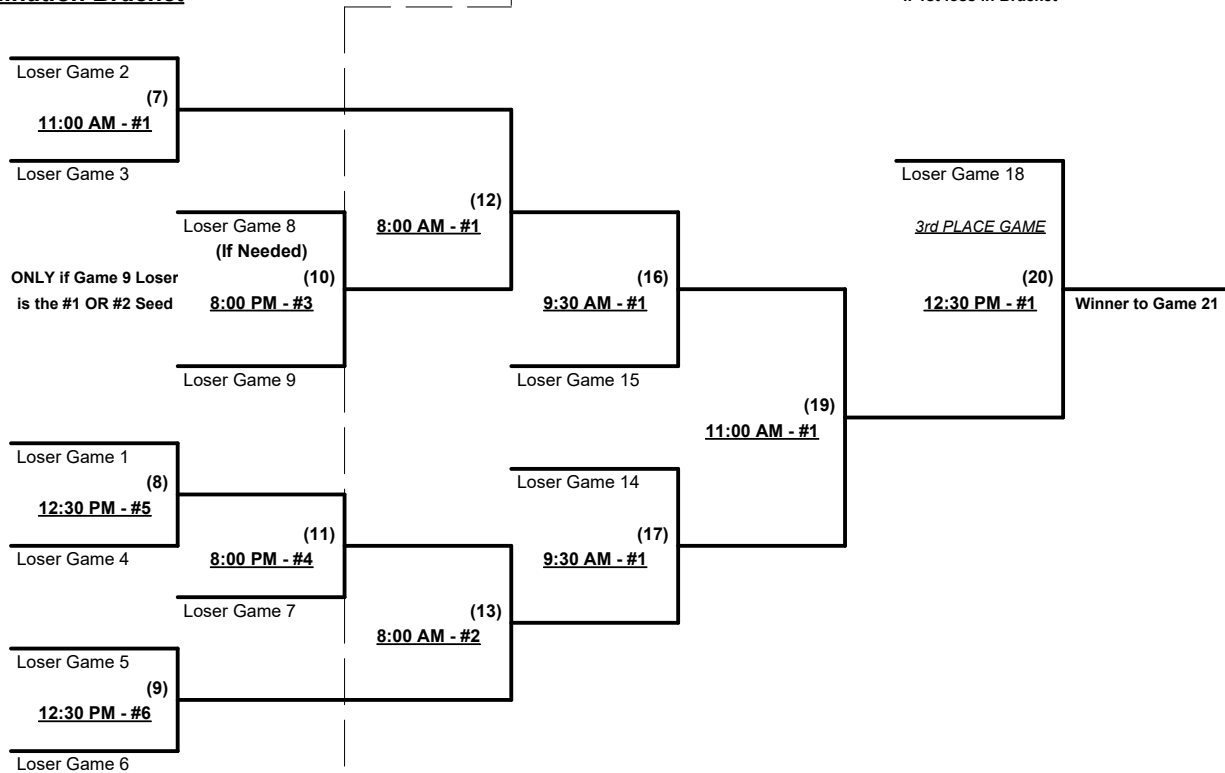 Loser Game 2
(7)
11:00 AM - #1
Loser Game 3
(12)
8:00 AM - #1
Loser Game 18
3rd PLACE GAME
(20)
12:30 PM - #1
Winner to Game 21
Loser Game 8
(If Needed)
ONLY if Game 9 Loser
is the #1 OR #2 Seed
(10)
8:00 PM - #3
Loser Game 9
(16)
9:30 AM - #1
Loser Game 15
(19)
11:00 AM - #1
Loser Game 1
(8)
12:30 PM - #5
Loser Game 4
(11)
8:00 PM - #4
Loser Game 7
Loser Game 14
(17)
9:30 AM - #1
(13)
8:00 AM - #2
Loser Game 5
(9)
12:30 PM - #6
Loser Game 6